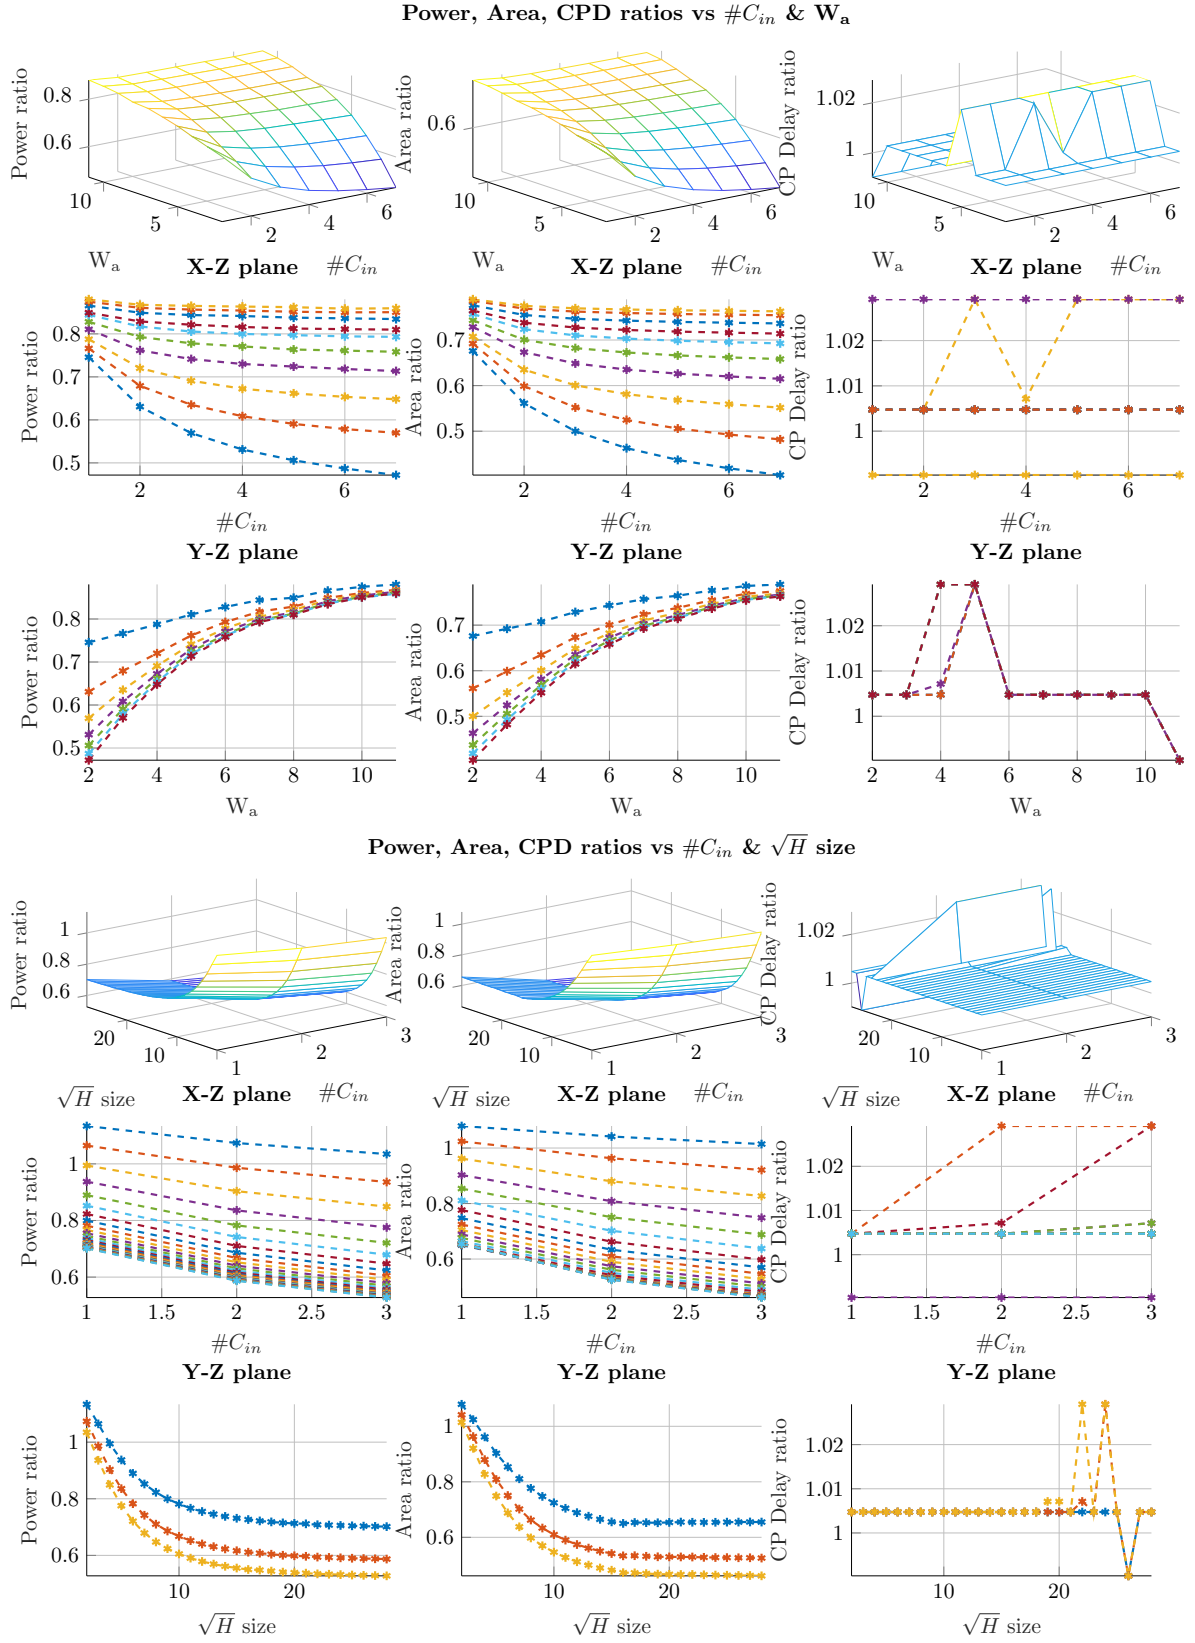 Power, Area, CPD ratios vs #C_in & W_a
Power ratio
0.8
0.6
10
5
2
4
6
W_a
#C_in
Area ratio
0.6
10
5
2
4
6
W_a
#C_in
CP Delay ratio
1.02
1
10
5
2
4
6
W_a
#C_in
X-Z plane
Power ratio
0.8
0.7
0.6
0.5
2
4
6
#C_in
X-Z plane
Area ratio
0.7
0.6
0.5
2
4
6
#C_in
X-Z plane
CP Delay ratio
1.02
1.01
1
2
4
6
#C_in
Y-Z plane
Power ratio
0.8
0.7
0.6
0.5
2
4
6
8
10
W_a
Y-Z plane
Area ratio
0.7
0.6
0.5
2
4
6
8
10
W_a
Y-Z plane
CP Delay ratio
1.02
1.01
1
2
4
6
8
10
W_a
Power, Area, CPD ratios vs #C_in & √H size
Power ratio
1
0.8
0.6
20
10
1
2
3
√H size
#C_in
Area ratio
1
0.8
0.6
20
10
1
2
3
√H size
#C_in
CP Delay ratio
1.02
1
20
10
1
2
3
√H size
#C_in
X-Z plane
Power ratio
1
0.8
0.6
1
1.5
2
2.5
3
#C_in
X-Z plane
Area ratio
1
0.8
0.6
1
1.5
2
2.5
3
#C_in
X-Z plane
CP Delay ratio
1.02
1.01
1
1
1.5
2
2.5
3
#C_in
Y-Z plane
Power ratio
1
0.8
0.6
10
20
√H size
Y-Z plane
Area ratio
1
0.8
0.6
10
20
√H size
Y-Z plane
CP Delay ratio
1.02
1.01
1
10
20
√H size